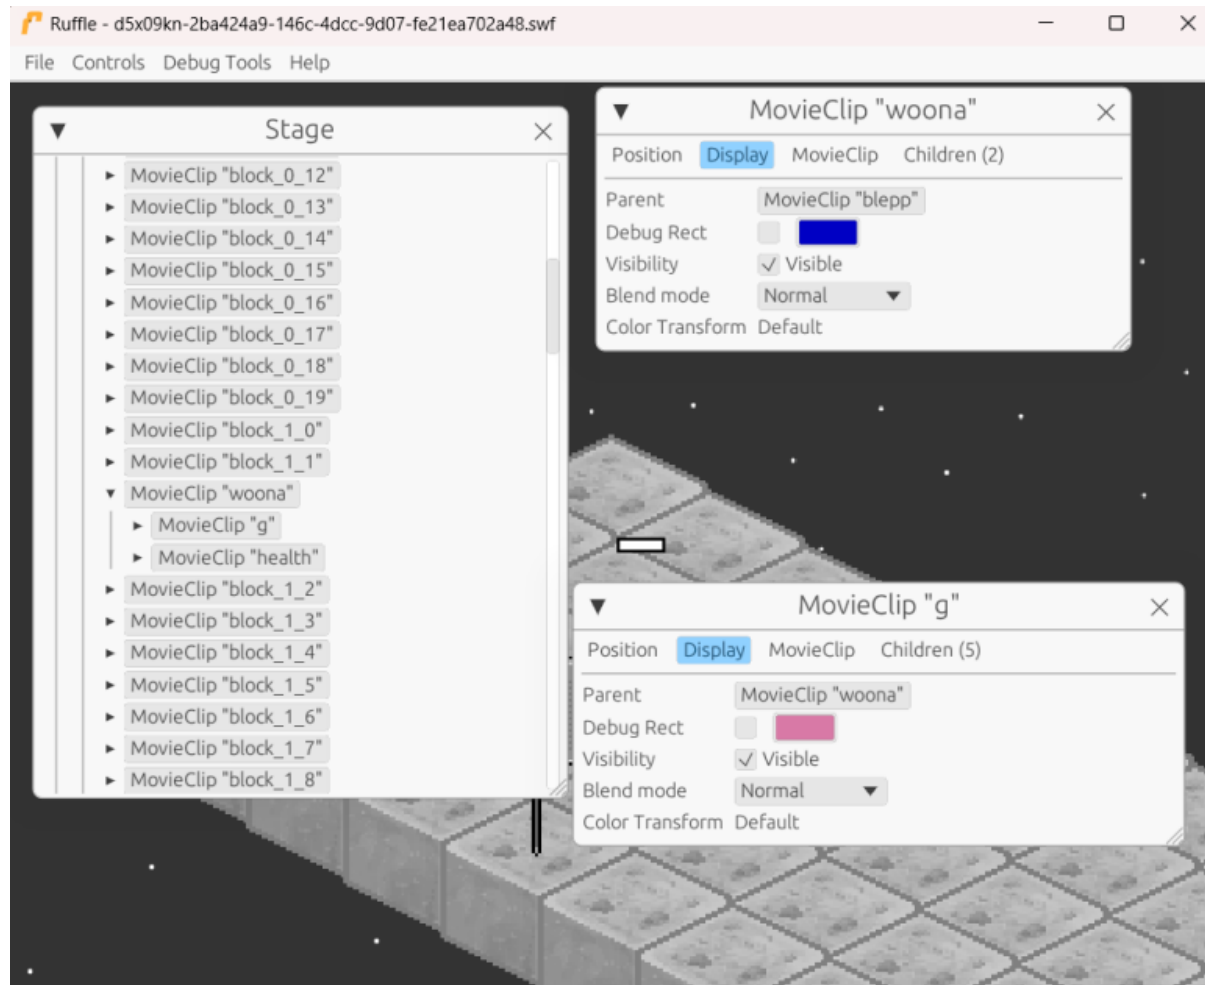 Ruffle - d5x09kn-2ba424a9-146c-4dcc-9d07-fe21ea702a48.swf
File Controls Debug Tools Help
Stage
MovieClip "block_0_12"
MovieClip "block_0_13"
MovieClip "block_0_14"
MovieClip "block_0_15"
MovieClip "block_0_16"
MovieClip "block_0_17"
MovieClip "block_0_18"
MovieClip "block_0_19"
MovieClip "block_1_0"
MovieClip "block_1_1"
MovieClip "woona"
MovieClip "g"
MovieClip "health"
MovieClip "block_1_2"
MovieClip "block_1_3"
MovieClip "block_1_4"
MovieClip "block_1_5"
MovieClip "block_1_6"
MovieClip "block_1_7"
MovieClip "block_1_8"
MovieClip "woona"
Position Display MovieClip Children (2)
Parent MovieClip "blepp"
Debug Rect
Visibility Visible
Blend mode Normal
Color Transform Default
MovieClip "g"
Position Display MovieClip Children (5)
Parent MovieClip "woona"
Debug Rect
Visibility Visible
Blend mode Normal
Color Transform Default